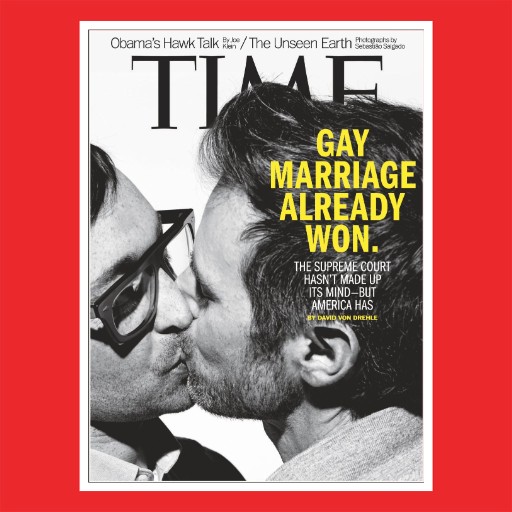 Obama's Hawk Talk By Joe Klein / The Unseen Earth Photographs by Sebastião Salgado
TIME
GAY
MARRIAGE
ALREADY
WON.
THE SUPREME COURT
HASN'T MADE UP
ITS MIND—BUT
AMERICA HAS
BY DAVID VON DREHLE